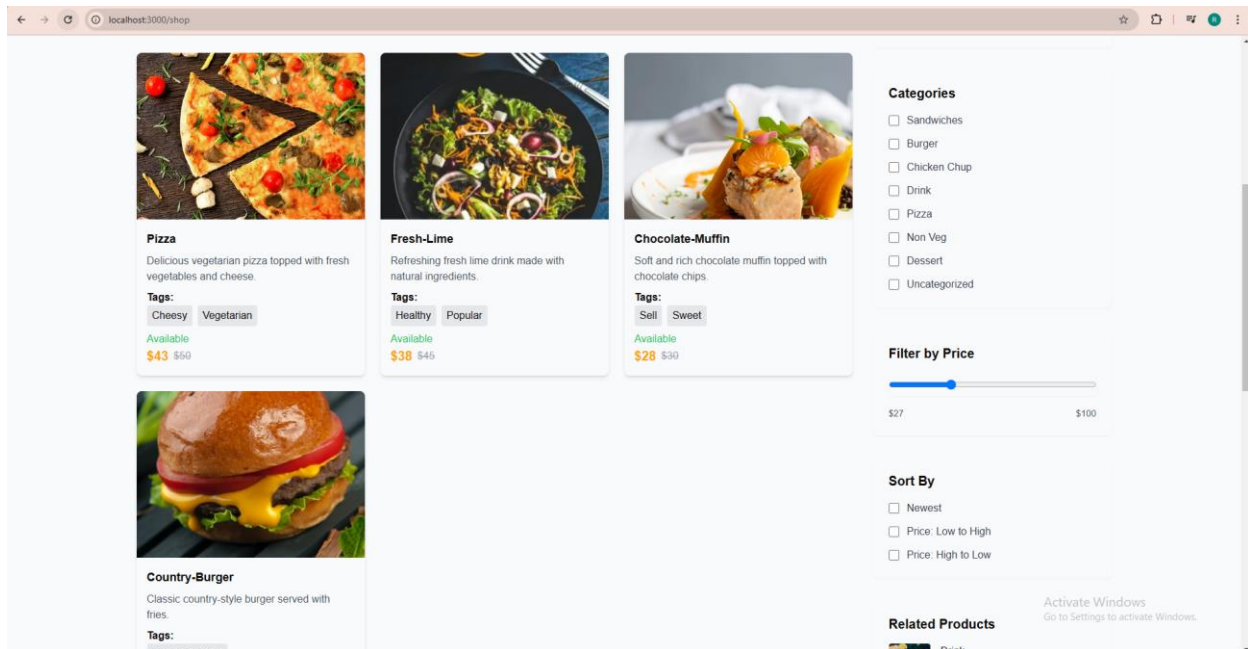 localhost:3000/shop
Pizza
Delicious vegetarian pizza topped with fresh
vegetables and cheese.
Tags:
Cheesy Vegetarian
Available
$43 $50
Fresh-Lime
Refreshing fresh lime drink made with
natural ingredients.
Tags:
Healthy Popular
Available
$38 $45
Chocolate-Muffin
Soft and rich chocolate muffin topped with
chocolate chips.
Tags:
Sell Sweet
Available
$28 $30
Country-Burger
Classic country-style burger served with
fries.
Tags:
Categories
Sandwiches
Burger
Chicken Chup
Drink
Pizza
Non Veg
Dessert
Uncategorized
Filter by Price
$27 $100
Sort By
Newest
Price: Low to High
Price: High to Low
Related Products
Drink
Activate Windows
Go to Settings to activate Windows.